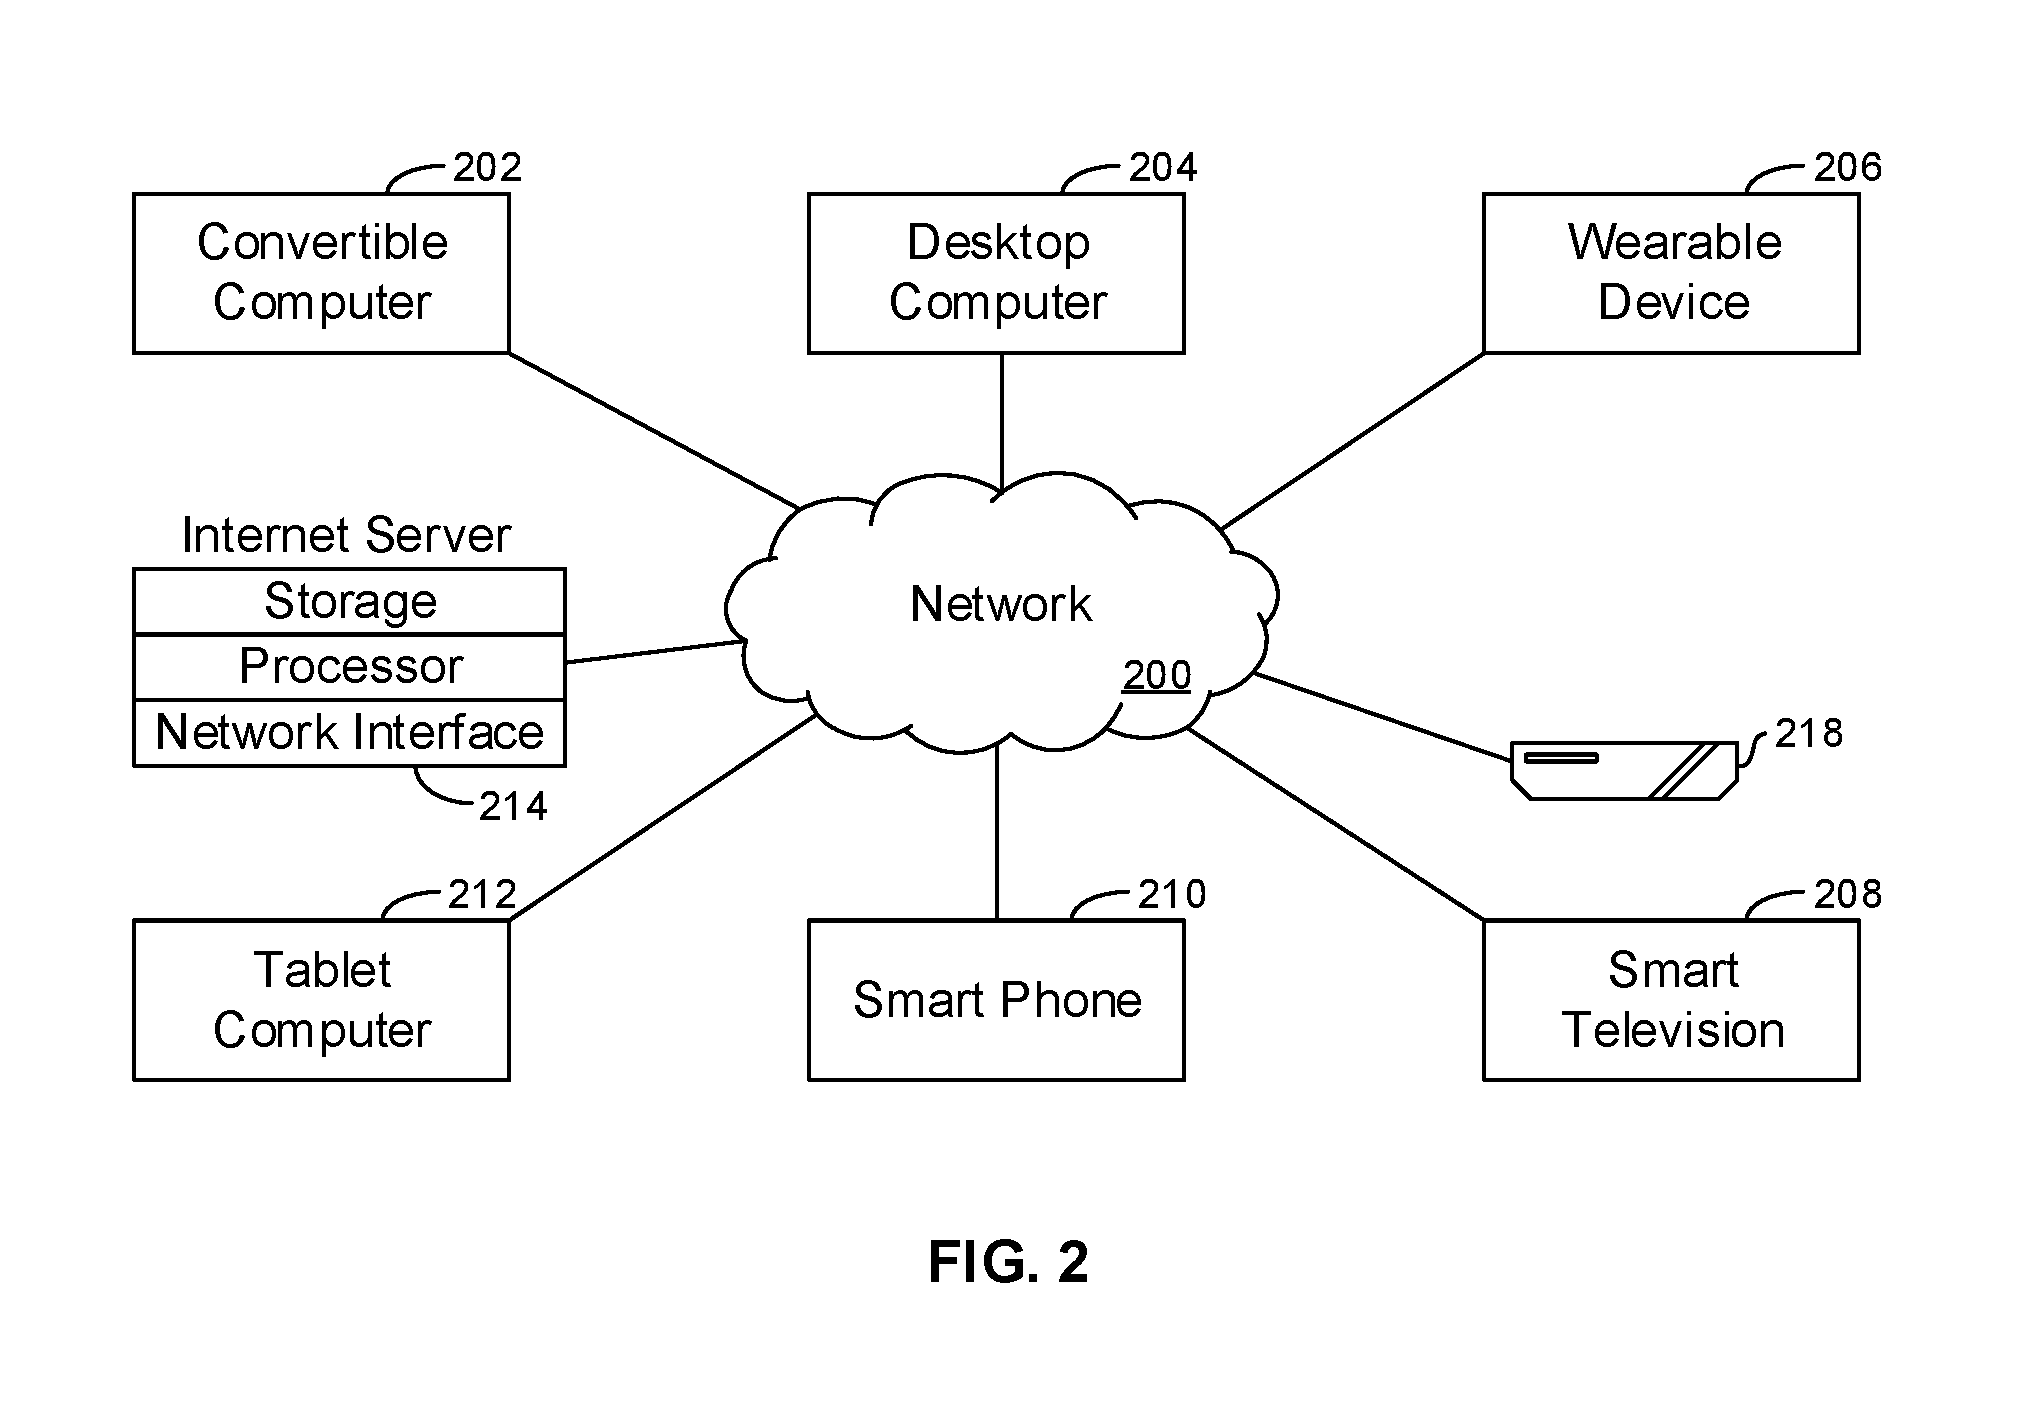 202
Convertible
Computer
204
Desktop
Computer
206
Wearable
Device
Internet Server
Storage
Processor
Network Interface
214
Network
200
218
212
Tablet
Computer
210
Smart Phone
208
Smart
Television
FIG. 2